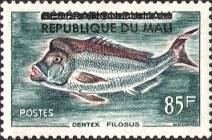 REPUBLIQUE DU MALI
POSTES
85F
DENTEX FILOSUS